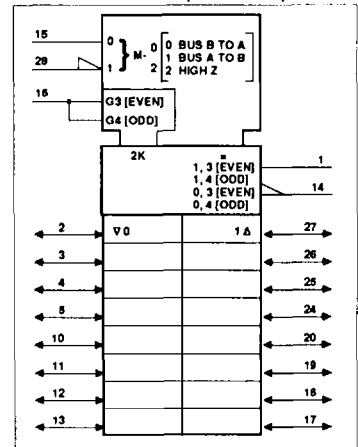 15
0
} M- 0
2
0 BUS B TO A
1 BUS A TO B
2 HIGH Z
28
1
16
G3 [EVEN]
G4 [ODD]
2K
=
1, 3 [EVEN]
1, 4 [ODD]
0, 3 [EVEN]
0, 4 [ODD]
1
14
2 ∇ 0 1 Δ 27
3 26
4 25
5 24
10 20
11 19
12 18
13 17